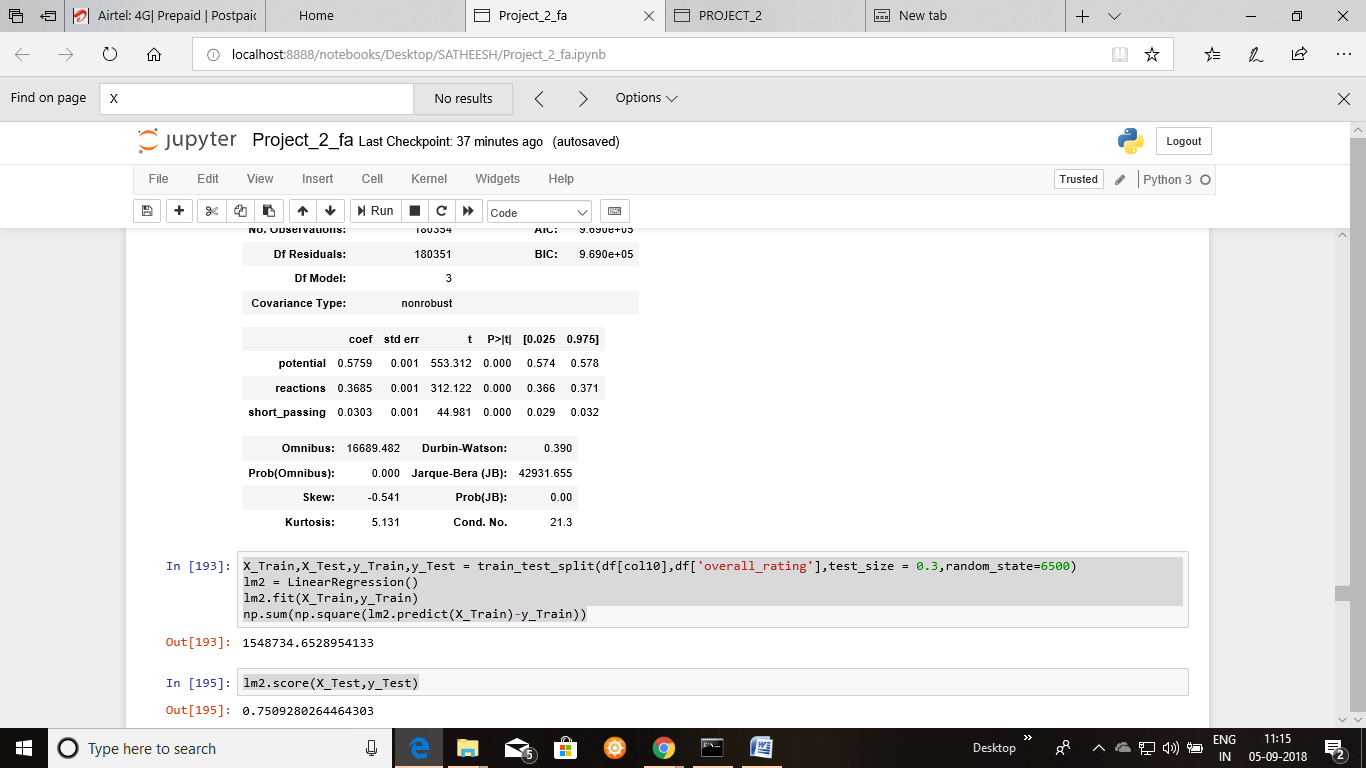 Airtel: 4G| Prepaid | Postpaid
Home
Project_2_fa
PROJECT_2
New tab
localhost:8888/notebooks/Desktop/SATHEESH/Project_2_fa.ipynb
Find on page X No results Options
jupyter Project_2_fa Last Checkpoint: 37 minutes ago (autosaved) Logout
File Edit View Insert Cell Kernel Widgets Help Trusted Python 3
Run Code
No. Observations: 180354 AIC: 9.690e+05
Df Residuals: 180351 BIC: 9.690e+05
Df Model: 3
Covariance Type: nonrobust
coef std err t P>|t| [0.025 0.975]
potential 0.5759 0.001 553.312 0.000 0.574 0.578
reactions 0.3685 0.001 312.122 0.000 0.366 0.371
short_passing 0.0303 0.001 44.981 0.000 0.029 0.032
Omnibus: 16689.482 Durbin-Watson: 0.390
Prob(Omnibus): 0.000 Jarque-Bera (JB): 42931.655
Skew: -0.541 Prob(JB): 0.00
Kurtosis: 5.131 Cond. No. 21.3
In [193]: X_Train,X_Test,y_Train,y_Test = train_test_split(df[col10],df['overall_rating'],test_size = 0.3,random_state=6500)
lm2 = LinearRegression()
lm2.fit(X_Train,y_Train)
np.sum(np.square(lm2.predict(X_Train)-y_Train))
Out[193]: 1548734.6528954133
In [195]: lm2.score(X_Test,y_Test)
Out[195]: 0.7509280264464303
Type here to search 5 Desktop ENG 11:15
IN 05-09-2018 2